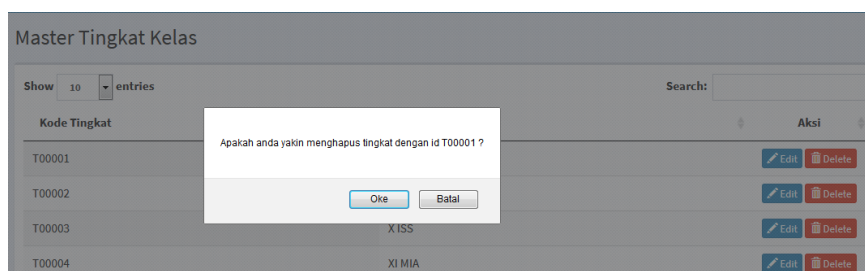 Master Tingkat Kelas
Show 10 entries Search:
Kode Tingkat Aksi
Apakah anda yakin menghapus tingkat dengan id T00001 ?
T00001 Edit Delete
T00002 Edit Delete
Oke Batal
T00003 X ISS Edit Delete
T00004 XI MIA Edit Delete